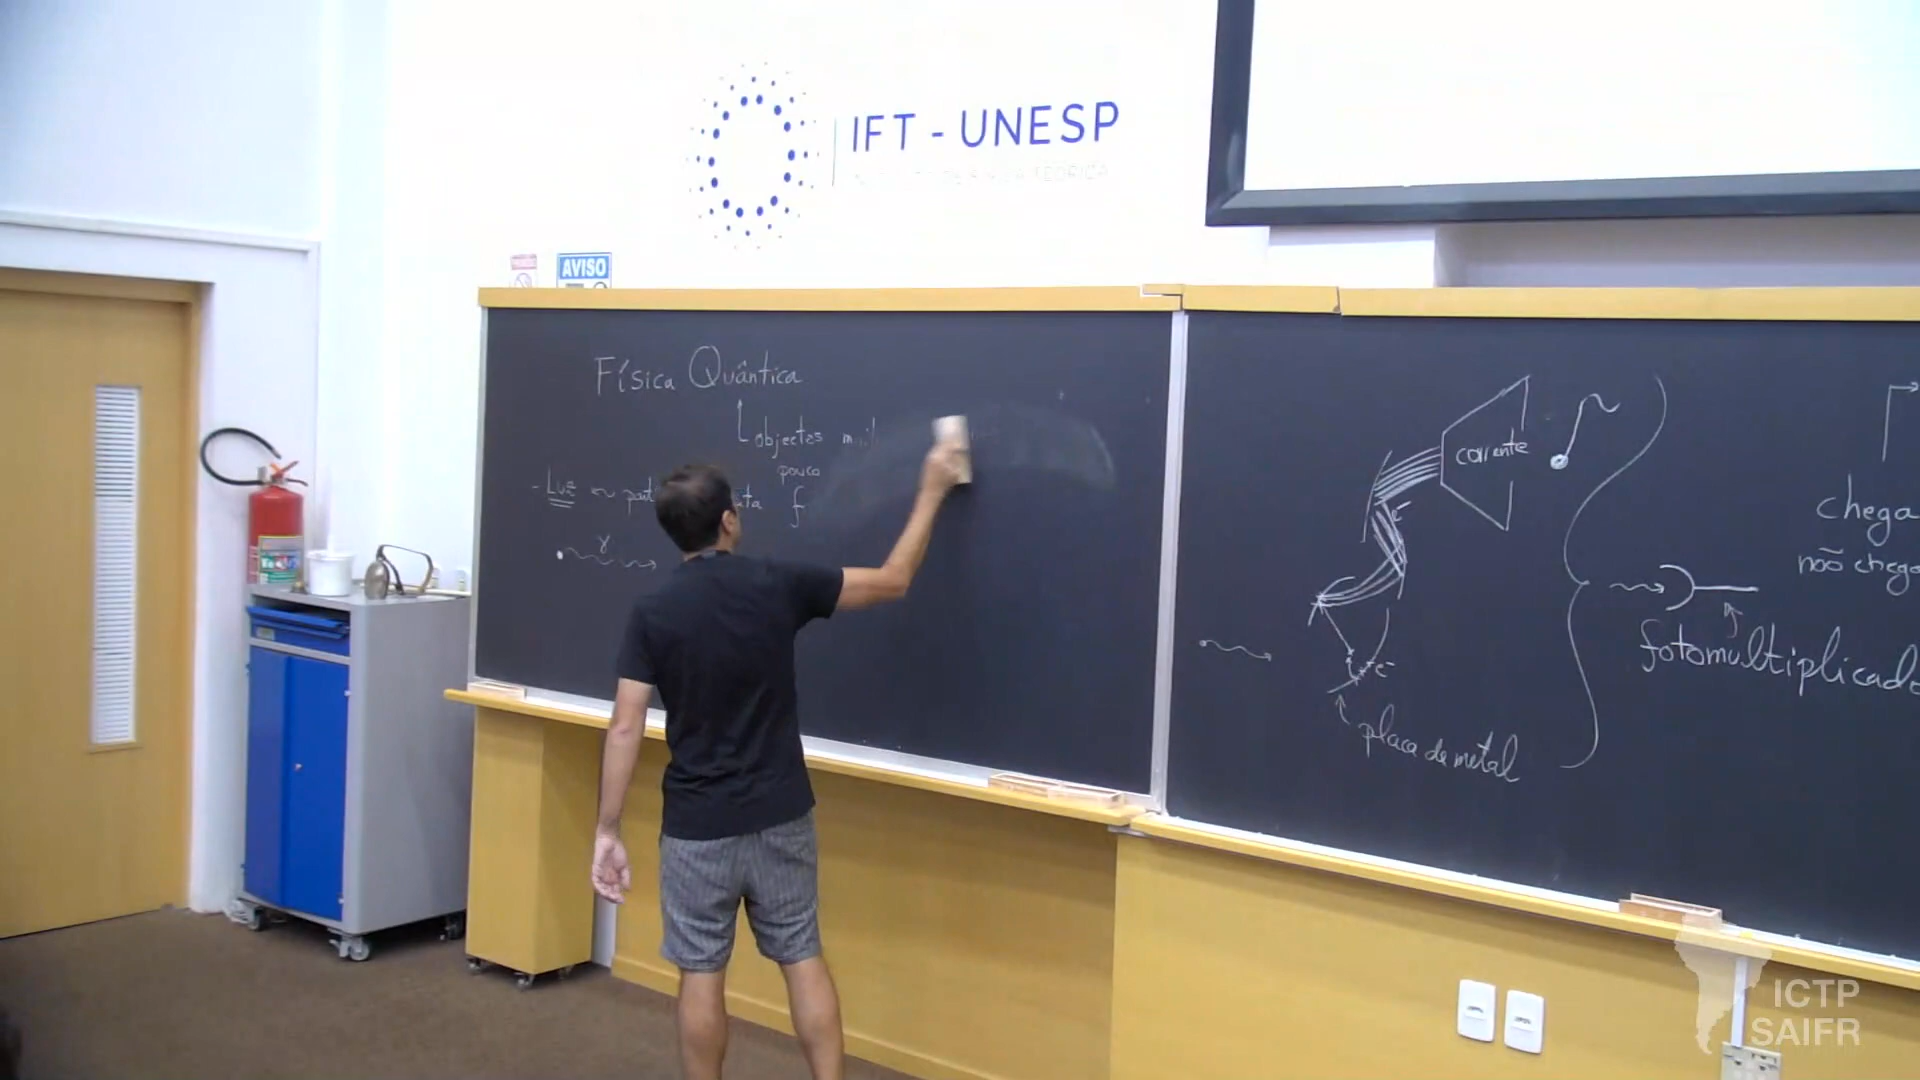 IFT - UNESP
AVISO
Física Quântica
objectos
pouco
- Luz ~
γ
corrente
e-
e-
placa de metal
chega
não chega
fotomultiplicado
ICTP
SAIFR